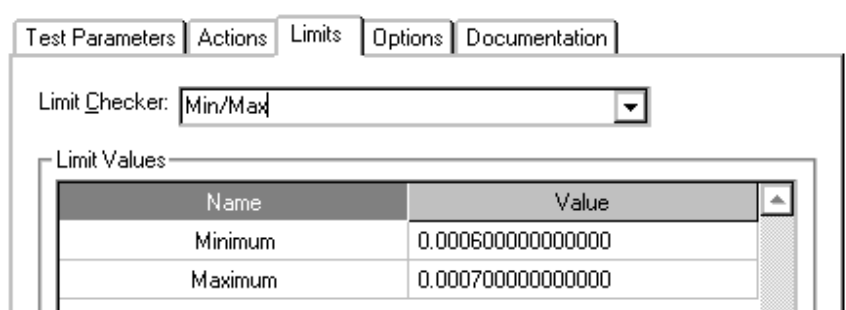 Test Parameters Actions Limits Options Documentation
Limit Checker: Min/Max
Limit Values
Name Value
Minimum 0.000600000000000
Maximum 0.000700000000000